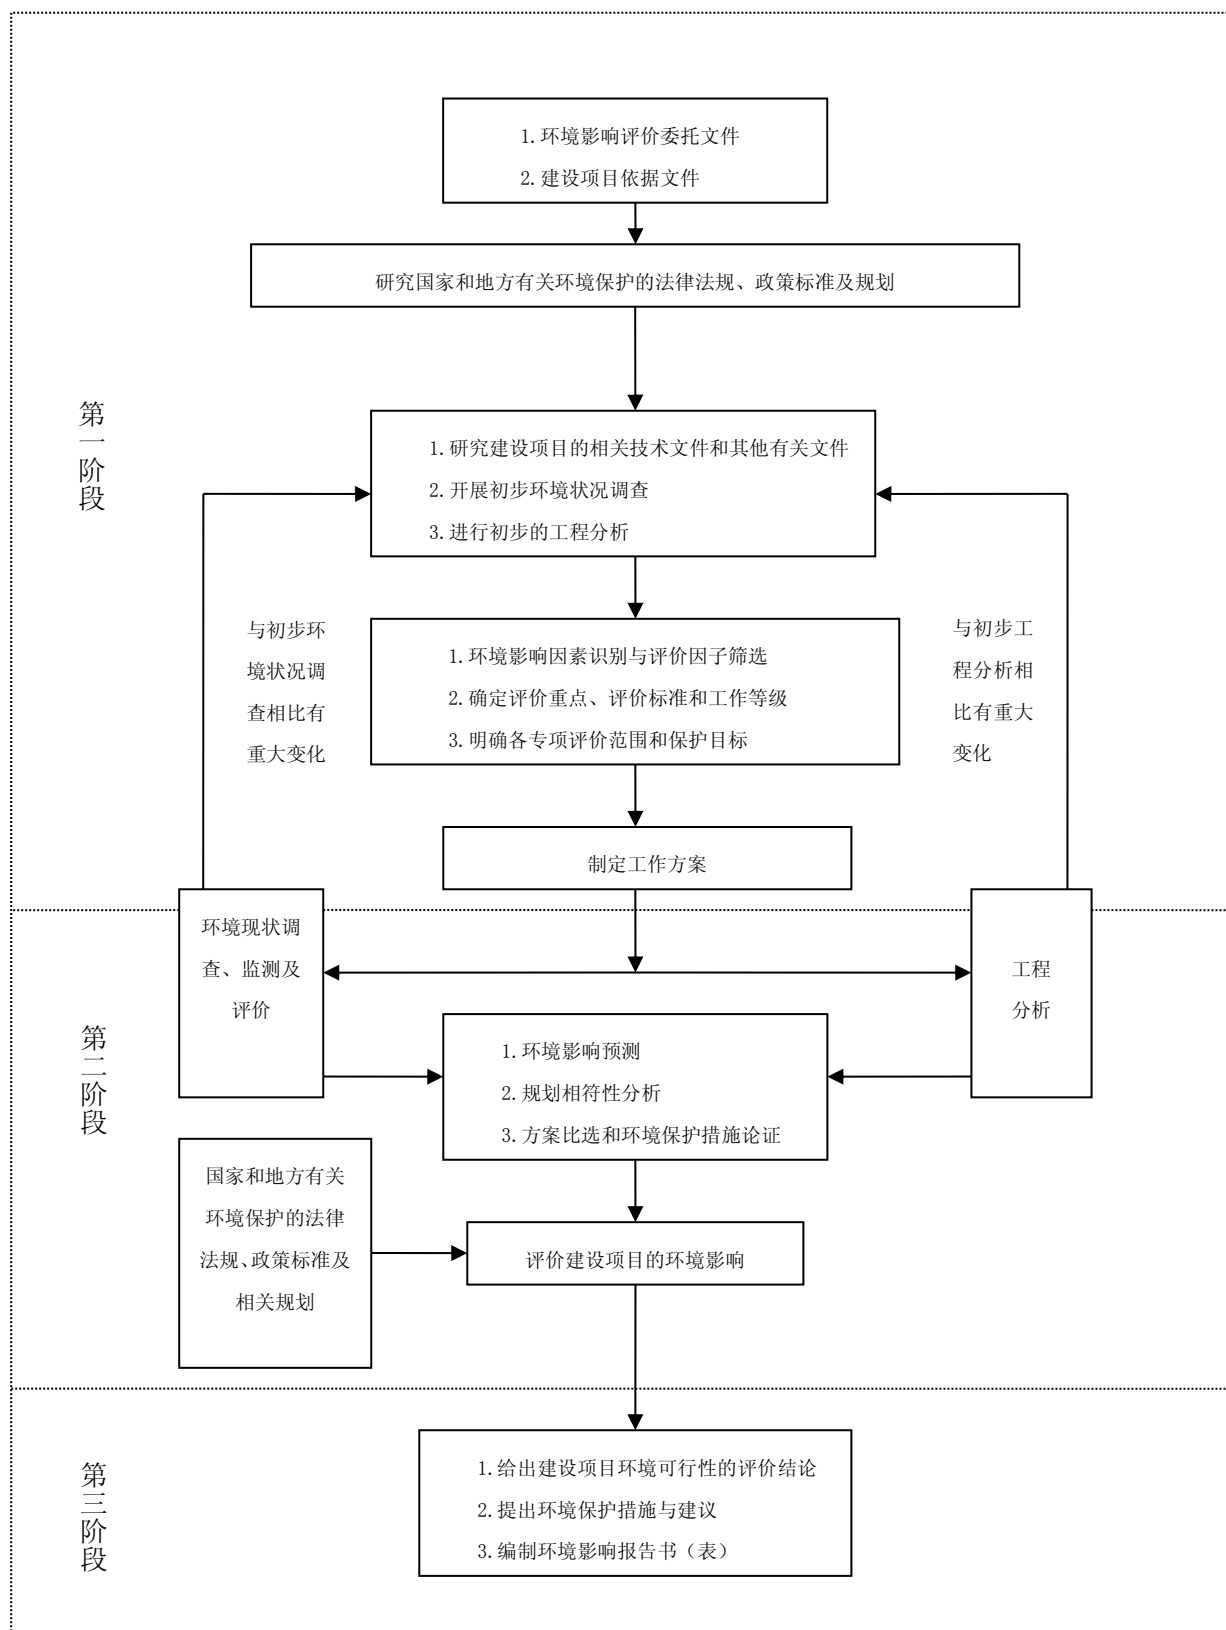 1.环境影响评价委托文件
2.建设项目依据文件
研究国家和地方有关环境保护的法律法规、政策标准及规划
第一阶段
1.研究建设项目的相关技术文件和其他有关文件
2.开展初步环境状况调查
3.进行初步的工程分析
与初步环
境状况调
查相比有
重大变化
1.环境影响因素识别与评价因子筛选
2.确定评价重点、评价标准和工作等级
3.明确各专项评价范围和保护目标
与初步工
程分析相
比有重大
变化
制定工作方案
第二阶段
环境现状调
查、监测及
评价
工程
分析
1.环境影响预测
2.规划相符性分析
3.方案比选和环境保护措施论证
国家和地方有关
环境保护的法律
法规、政策标准及
相关规划
评价建设项目的环境影响
第三阶段
1.给出建设项目环境可行性的评价结论
2.提出环境保护措施与建议
3.编制环境影响报告书（表）